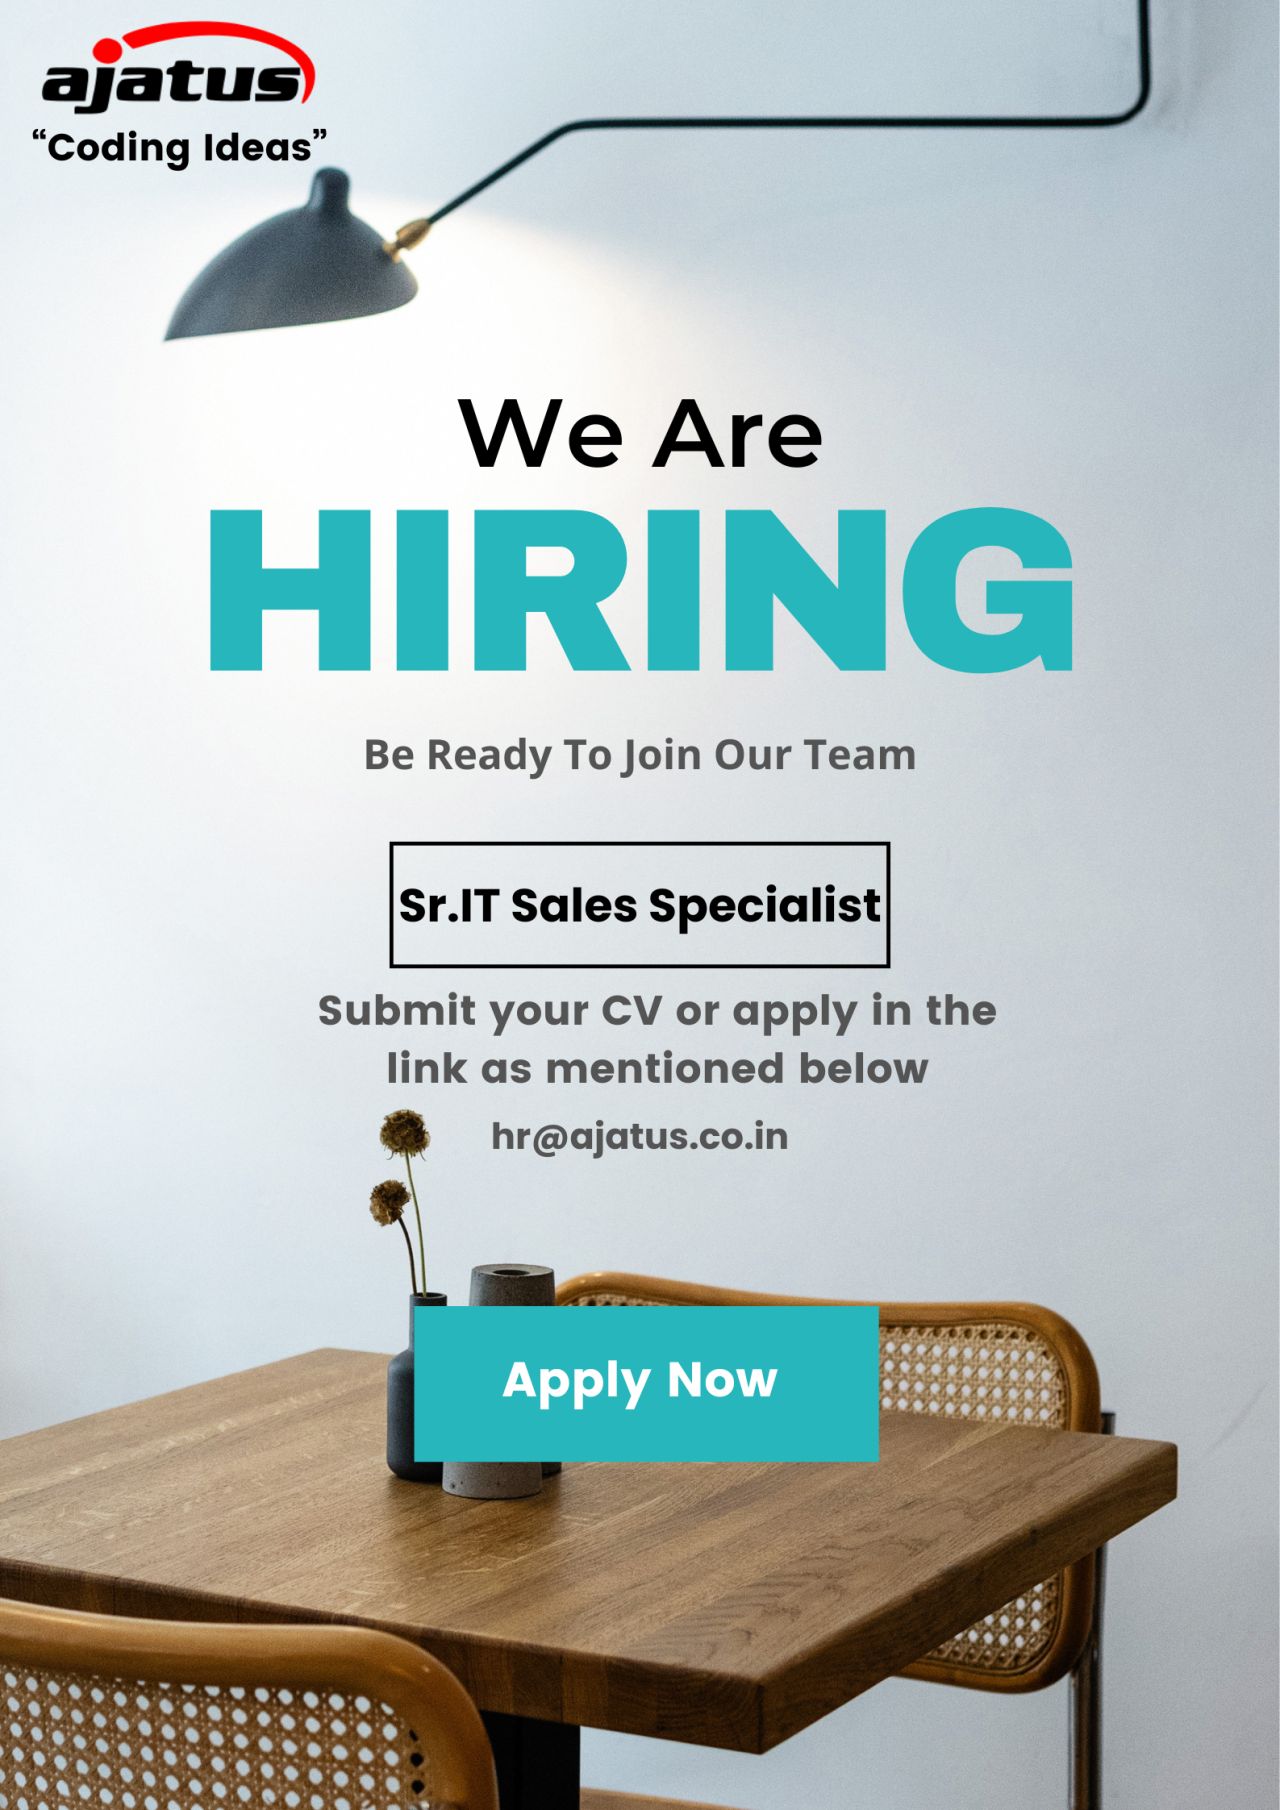 ajatus
“Coding Ideas”
We Are
HIRING
Be Ready To Join Our Team
Sr.IT Sales Specialist
Submit your CV or apply in the
link as mentioned below
hr@ajatus.co.in
Apply Now